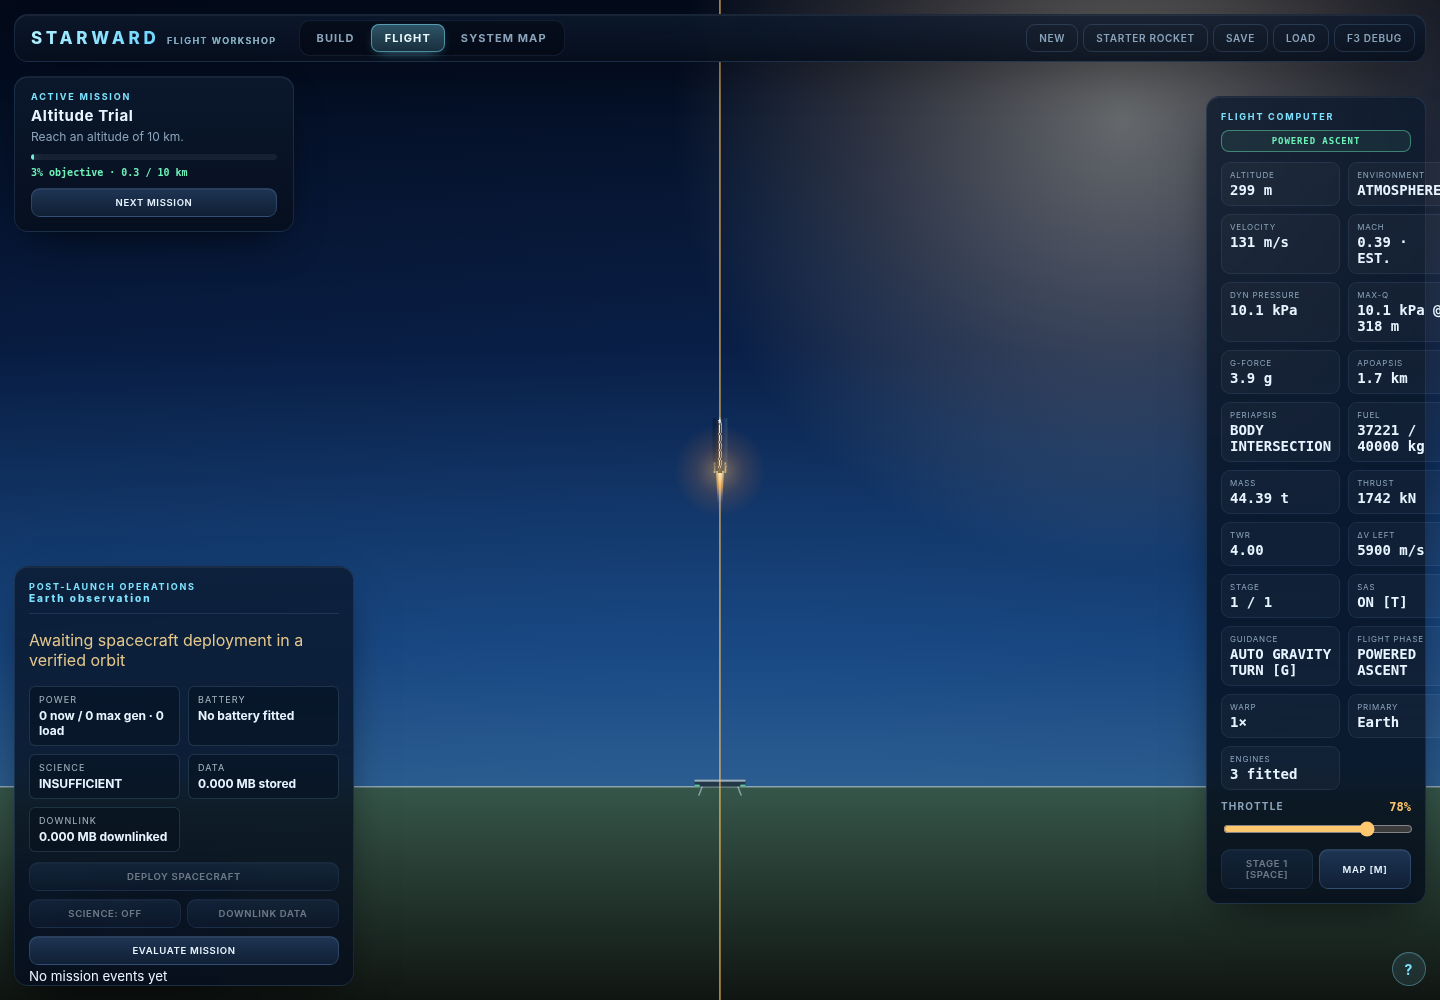 STARWARD FLIGHT WORKSHOP
BUILD FLIGHT SYSTEM MAP
NEW STARTER ROCKET SAVE LOAD F3 DEBUG
ACTIVE MISSION
Altitude Trial
Reach an altitude of 10 km.
3% objective · 0.3 / 10 km
NEXT MISSION
POST-LAUNCH OPERATIONS
Earth observation
Awaiting spacecraft deployment in a
verified orbit
POWER
0 now / 0 max gen · 0
load
BATTERY
No battery fitted
SCIENCE
INSUFFICIENT
DATA
0.000 MB stored
DOWNLINK
0.000 MB downlinked
DEPLOY SPACECRAFT
SCIENCE: OFF
DOWNLINK DATA
EVALUATE MISSION
No mission events yet
FLIGHT COMPUTER
POWERED ASCENT
ALTITUDE
299 m
ENVIRONMENT
ATMOSPHERE
VELOCITY
131 m/s
MACH
0.39 ·
EST.
DYN PRESSURE
10.1 kPa
MAX-Q
10.1 kPa @
318 m
G-FORCE
3.9 g
APOAPSIS
1.7 km
PERIAPSIS
BODY
INTERSECTION
FUEL
37221 /
40000 kg
MASS
44.39 t
THRUST
1742 kN
TWR
4.00
ΔV LEFT
5900 m/s
STAGE
1 / 1
SAS
ON [T]
GUIDANCE
AUTO GRAVITY
TURN [G]
FLIGHT PHASE
POWERED
ASCENT
WARP
1×
PRIMARY
Earth
ENGINES
3 fitted
THROTTLE 78%
STAGE 1
[SPACE]
MAP [M]
?